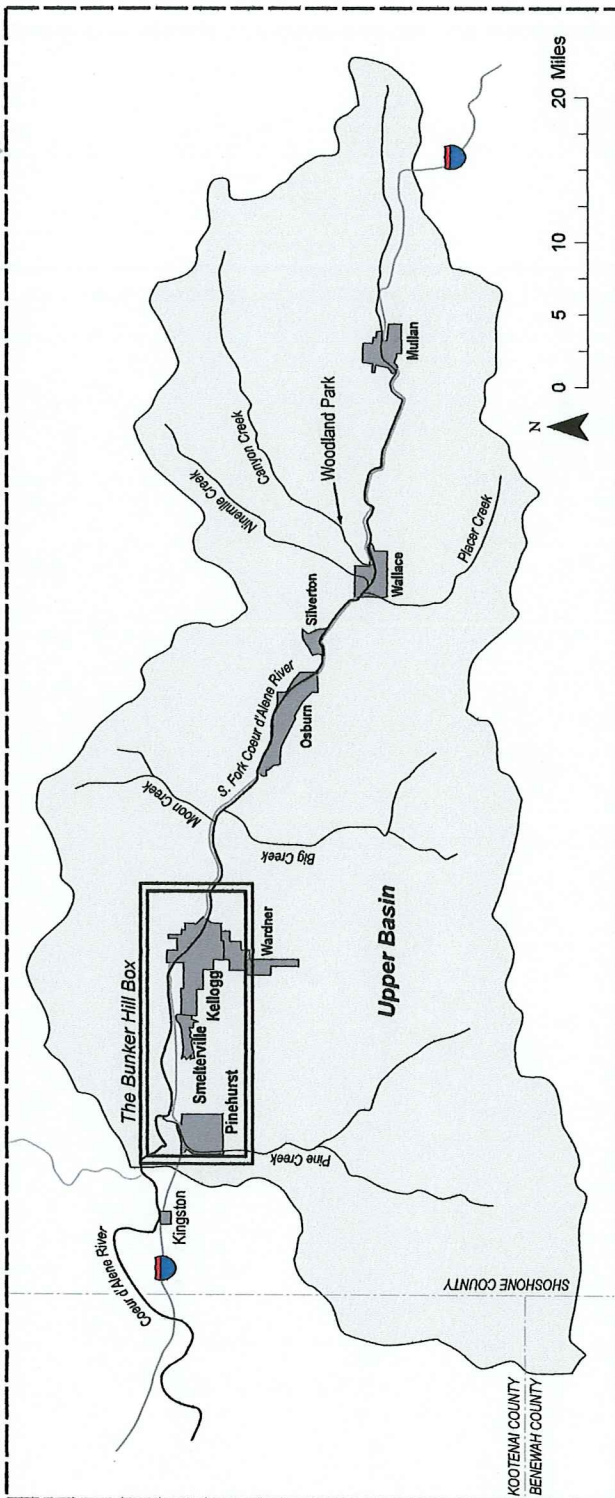 The Bunker Hill Box
Coeur d'Alene River
Kingston
Pinehurst
Smelterville
Kellogg
Wardner
Pine Creek
Moon Creek
Big Creek
S. Fork Coeur d'Alene River
Osburn
Silverton
Ninemile Creek
Canyon Creek
Woodland Park
Wallace
Placer Creek
Mullan
Upper Basin
SHOSHONE COUNTY
KOOTENAI COUNTY
BENEWAH COUNTY
N
0 5 10 20 Miles